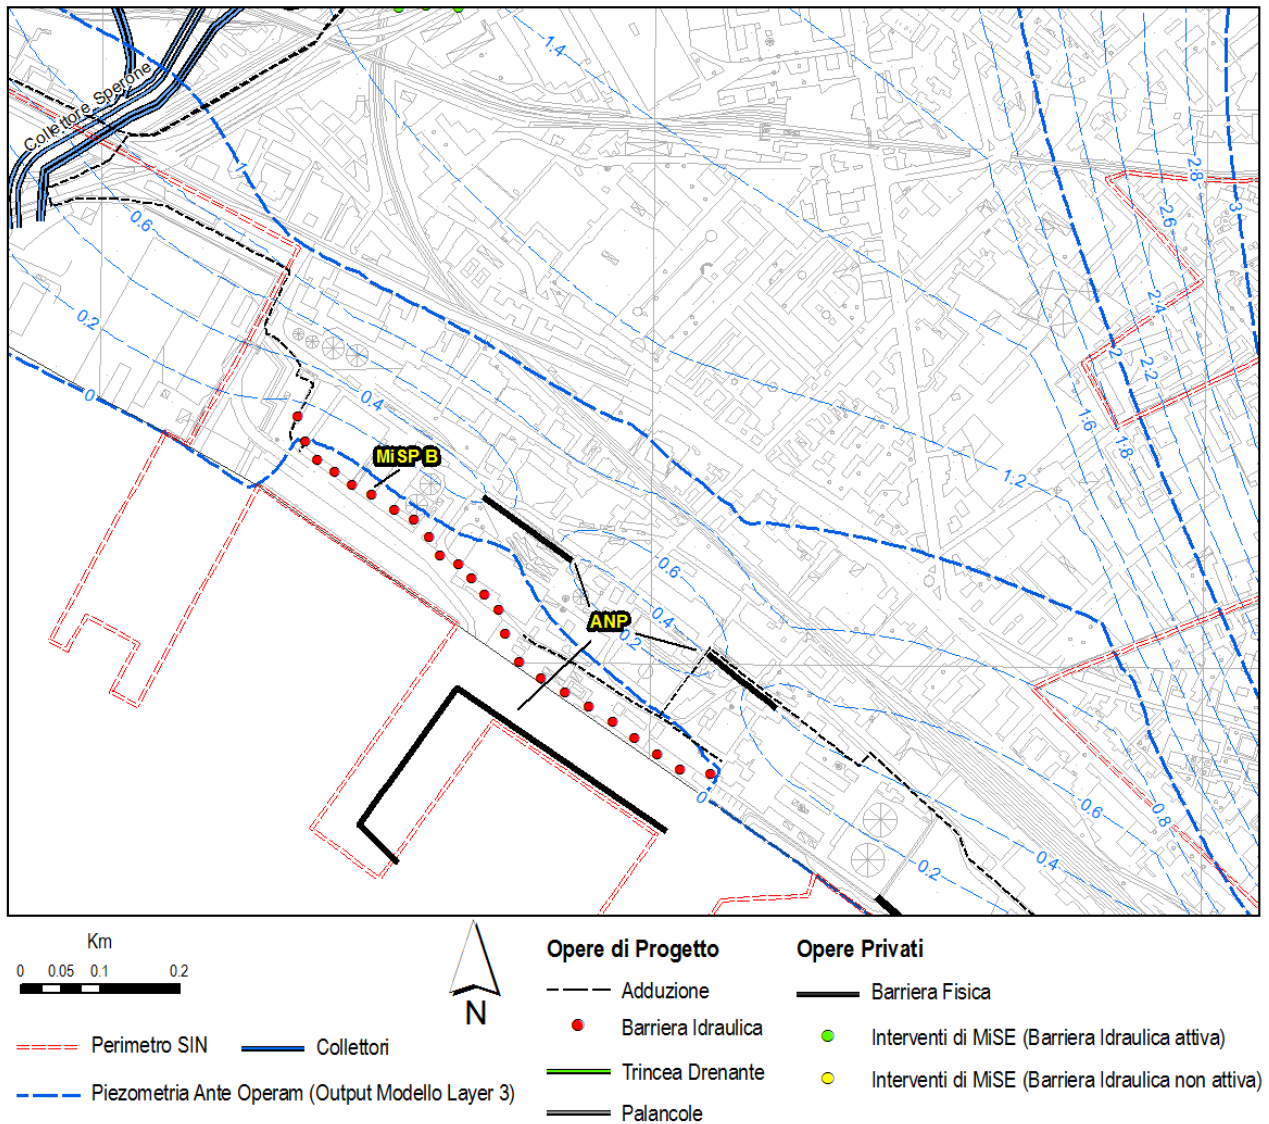 1.4
Collettore Sperone
1
2.8
3
2.6
0.6
2.4
0.2
2
2.2
0
0.4
1.6
1.8
MiSP B
1.2
0.6
ANP
0.4
0.2
0
0.6
0.8
0.4
0.2
Km
0 0.05 0.1 0.2
N
Perimetro SIN
Collettori
Piezometria Ante Operam (Output Modello Layer 3)
Opere di Progetto
Adduzione
Barriera Idraulica
Trincea Drenante
Palancole
Opere Privati
Barriera Fisica
Interventi di MiSE (Barriera Idraulica attiva)
Interventi di MiSE (Barriera Idraulica non attiva)